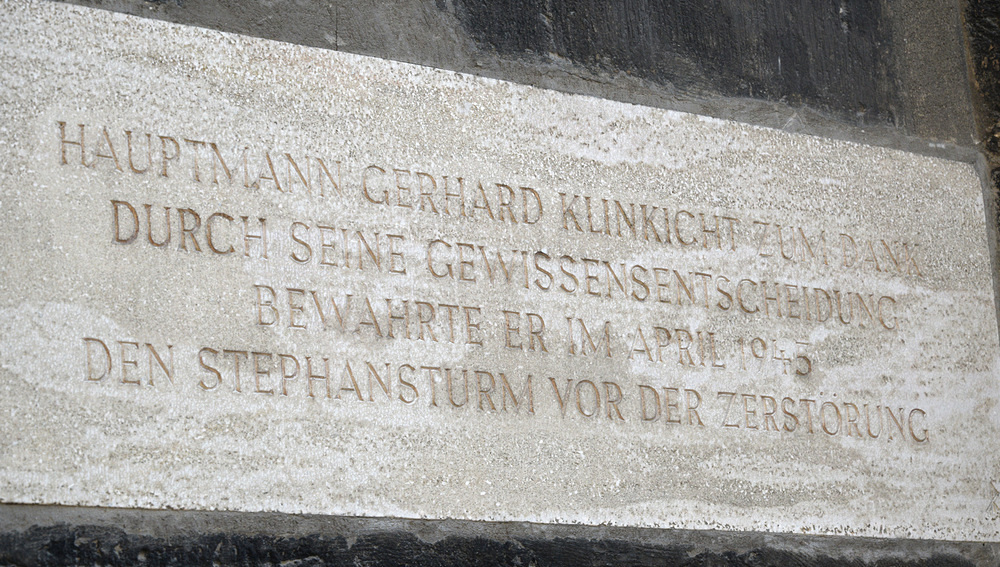 HAUPTMANN GERHARD KLINKICHT ZUM DANK
DURCH SEINE GEWISSENSENTSCHEIDUNG
BEWAHRTE ER IM APRIL 1945
DEN STEPHANSTURM VOR DER ZERSTÖRUNG